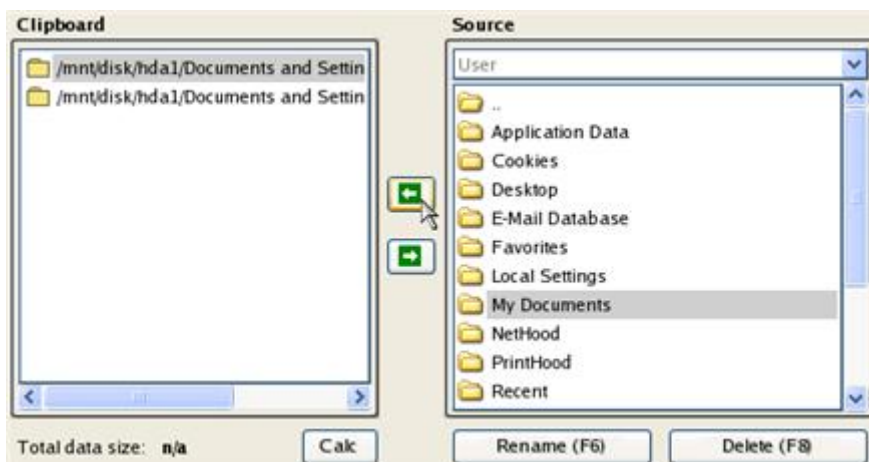 Clipboard
/mnt/disk/hda1/Documents and Settin
/mnt/disk/hda1/Documents and Settin
Total data size: n/a
Calc
Source
User
..
Application Data
Cookies
Desktop
E-Mail Database
Favorites
Local Settings
My Documents
NetHood
PrintHood
Recent
Rename (F6)
Delete (F8)